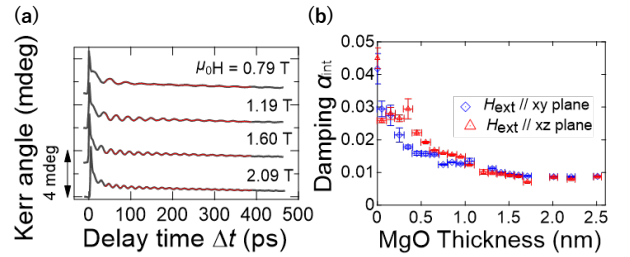 (a)
Kerr angle (mdeg)
4 mdeg
μ₀H = 0.79 T
1.19 T
1.60 T
2.09 T
0 100 200 300 400 500
Delay time Δt (ps)
(b)
Damping αint
0.05
0.04
0.03
0.02
0.01
0
Hext // xy plane
Hext // xz plane
0 0.5 1.0 1.5 2.0 2.5
MgO Thickness (nm)